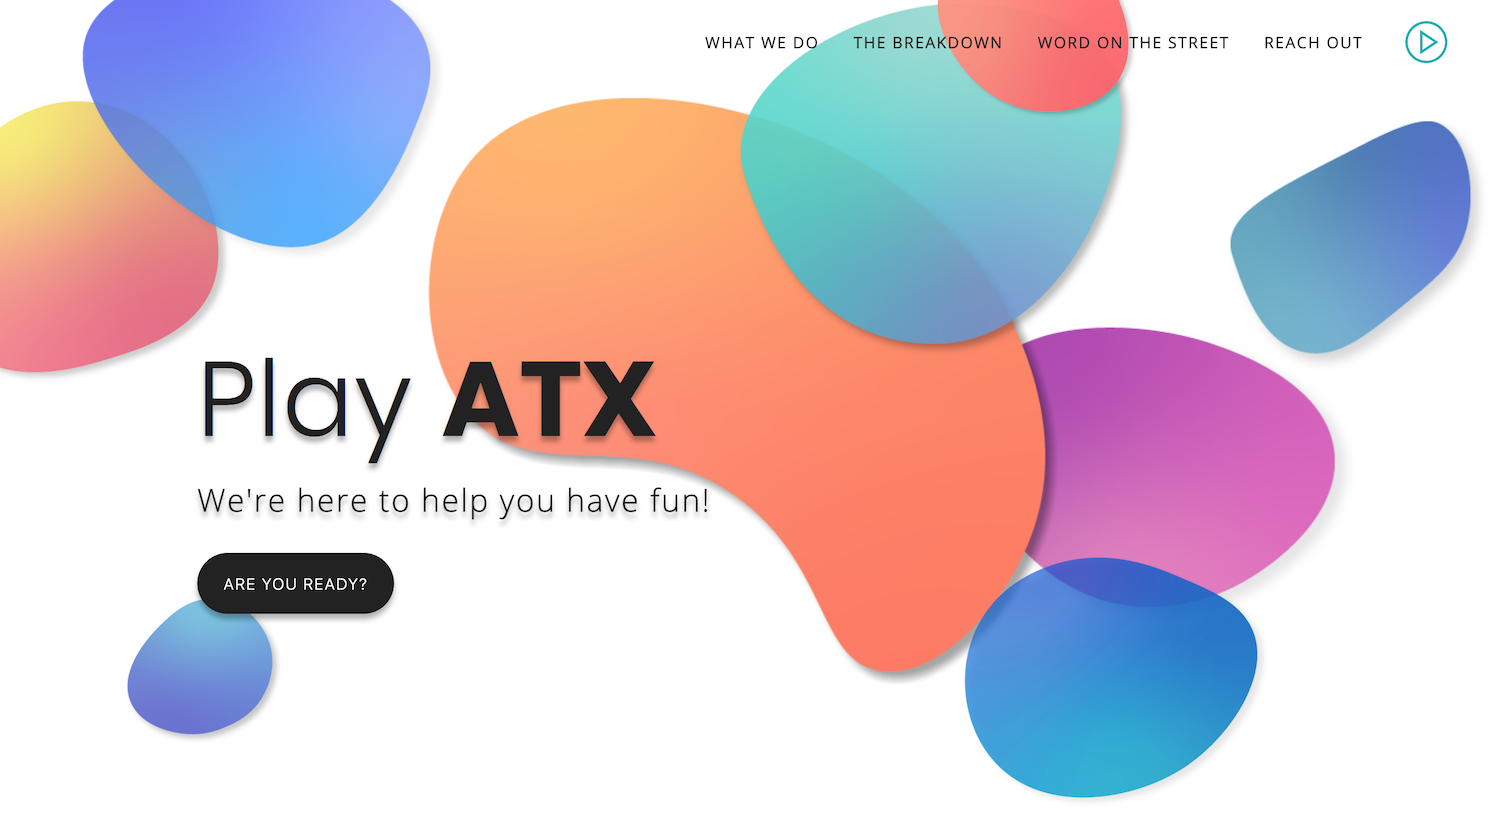 WHAT WE DO THE BREAKDOWN WORD ON THE STREET REACH OUT
Play ATX
We're here to help you have fun!
ARE YOU READY?